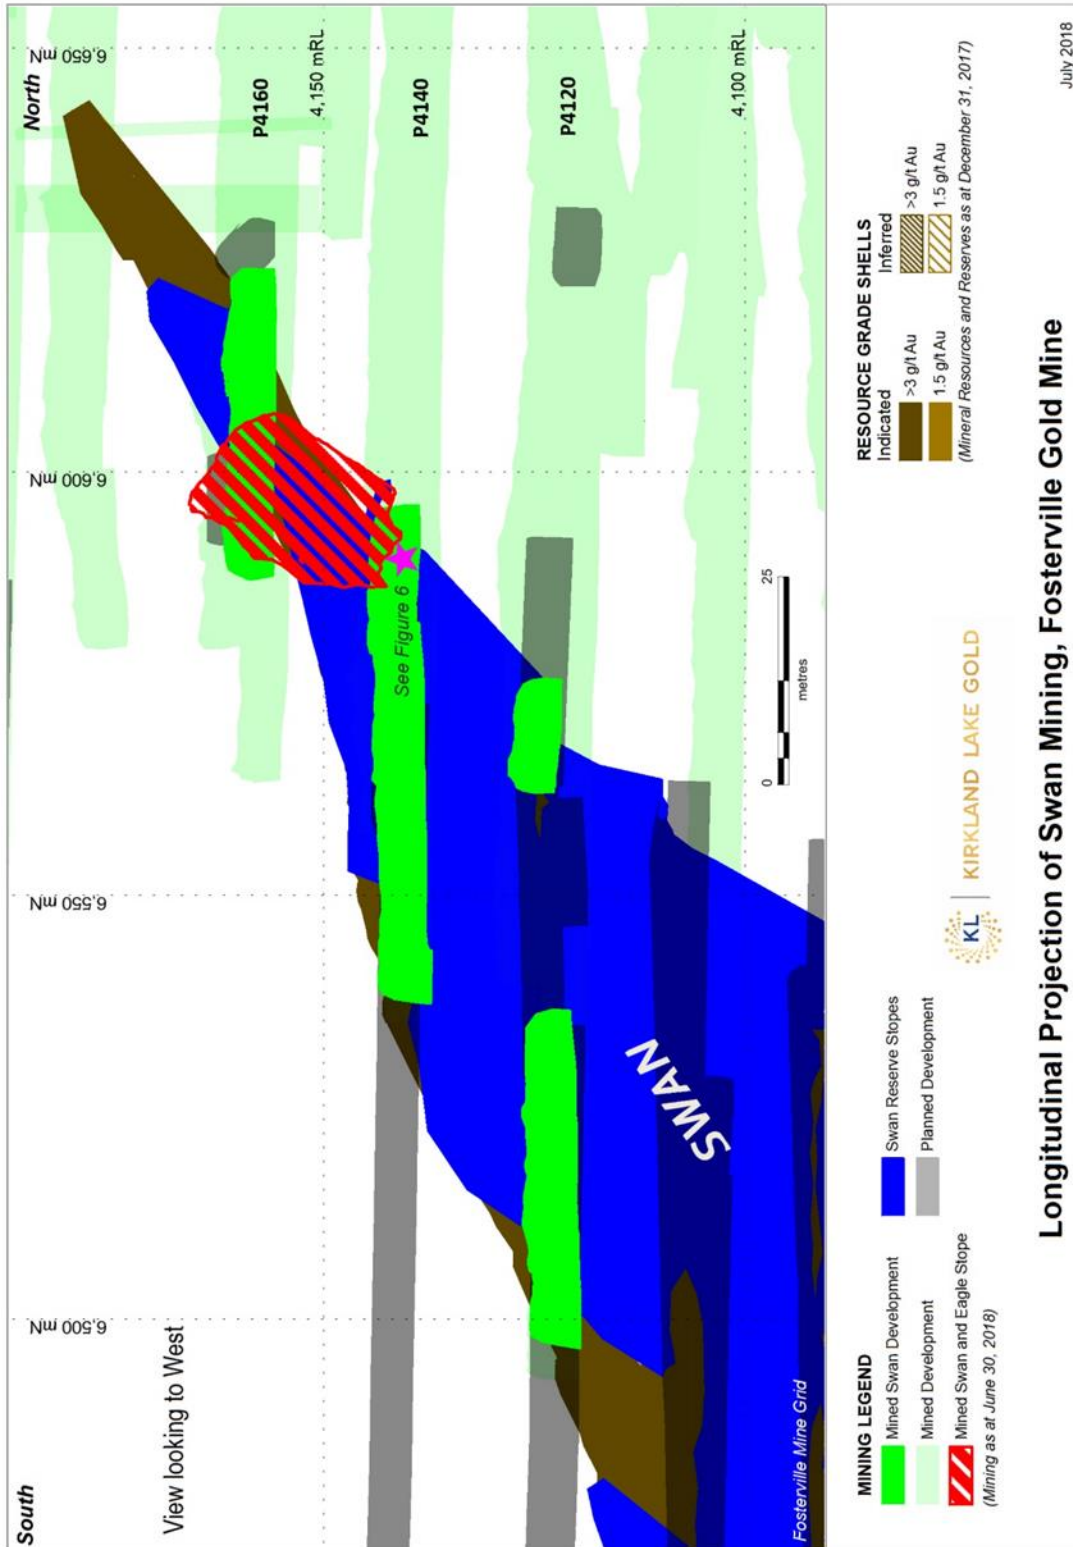 South
North
View looking to West
6,500 mN
6,550 mN
6,600 mN
6,650 mN
P4160
4,150 mRL
P4140
See Figure 6
P4120
4,100 mRL
SWAN
0
25
metres
Fosterville Mine Grid
MINING LEGEND
Mined Swan Development
Mined Development
Mined Swan and Eagle Stope
(Mining as at June 30, 2018)
Swan Reserve Stopes
Planned Development
KL | KIRKLAND LAKE GOLD
RESOURCE GRADE SHELLS
Indicated
Inferred
>3 g/t Au
>3 g/t Au
1.5 g/t Au
1.5 g/t Au
(Mineral Resources and Reserves as at December 31, 2017)
Longitudinal Projection of Swan Mining, Fosterville Gold Mine
July 2018